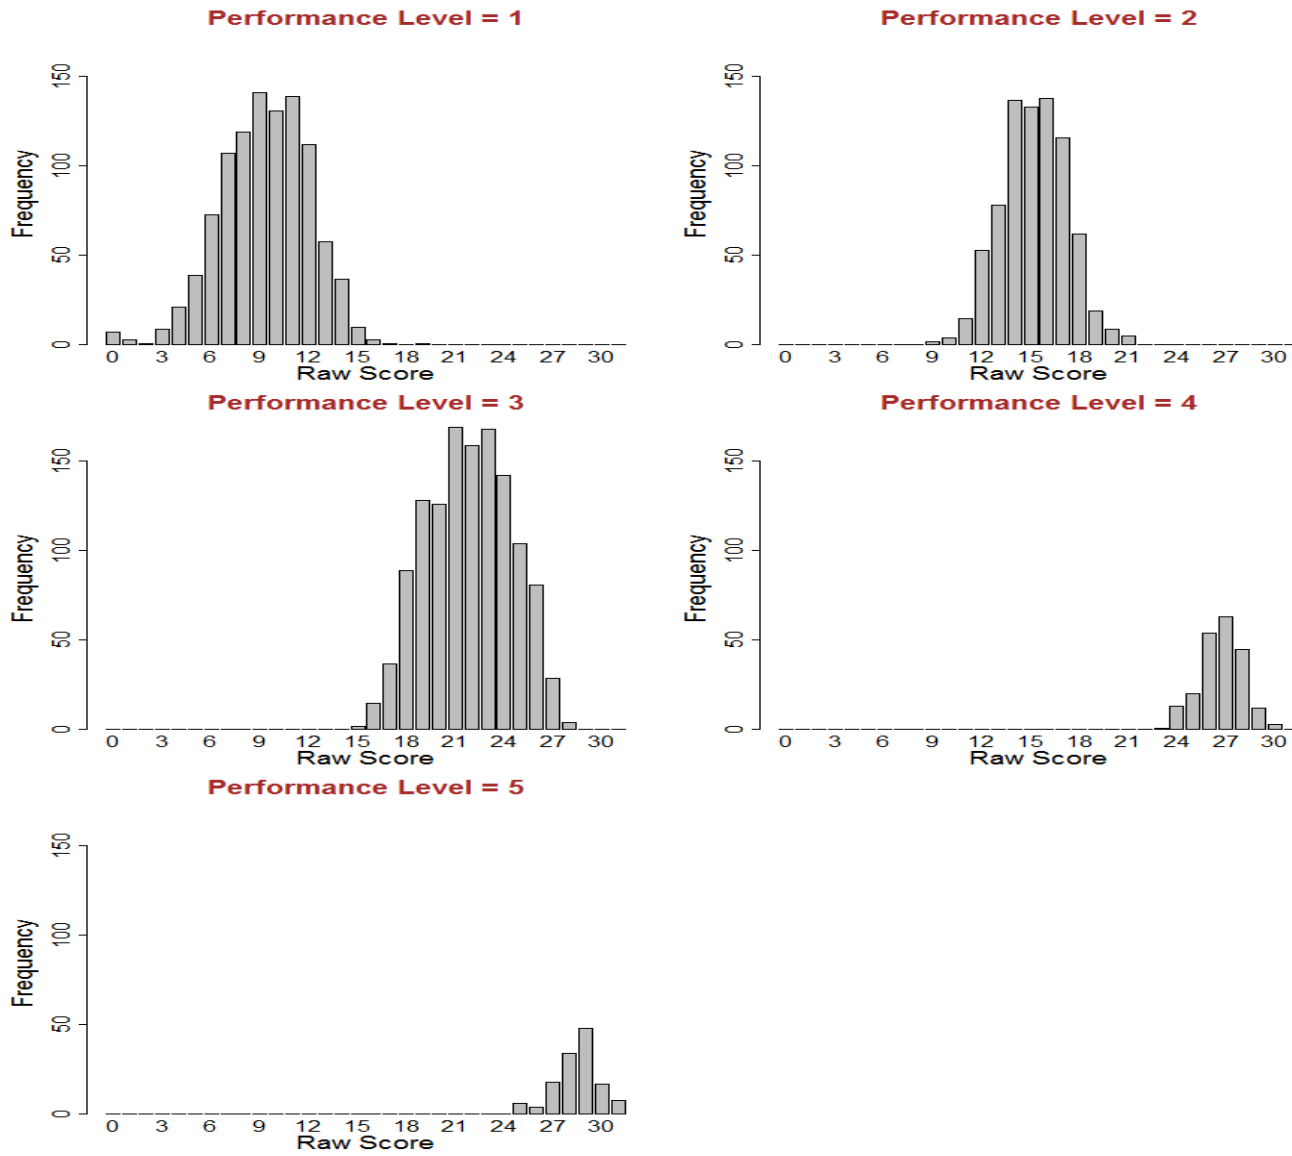 Performance Level = 1
150
100
50
0
Frequency
0 3 6 9 12 15 18 21 24 27 30
Raw Score
Performance Level = 2
150
100
50
0
Frequency
0 3 6 9 12 15 18 21 24 27 30
Raw Score
Performance Level = 3
150
100
50
0
Frequency
0 3 6 9 12 15 18 21 24 27 30
Raw Score
Performance Level = 4
150
100
50
0
Frequency
0 3 6 9 12 15 18 21 24 27 30
Raw Score
Performance Level = 5
150
100
50
0
Frequency
0 3 6 9 12 15 18 21 24 27 30
Raw Score